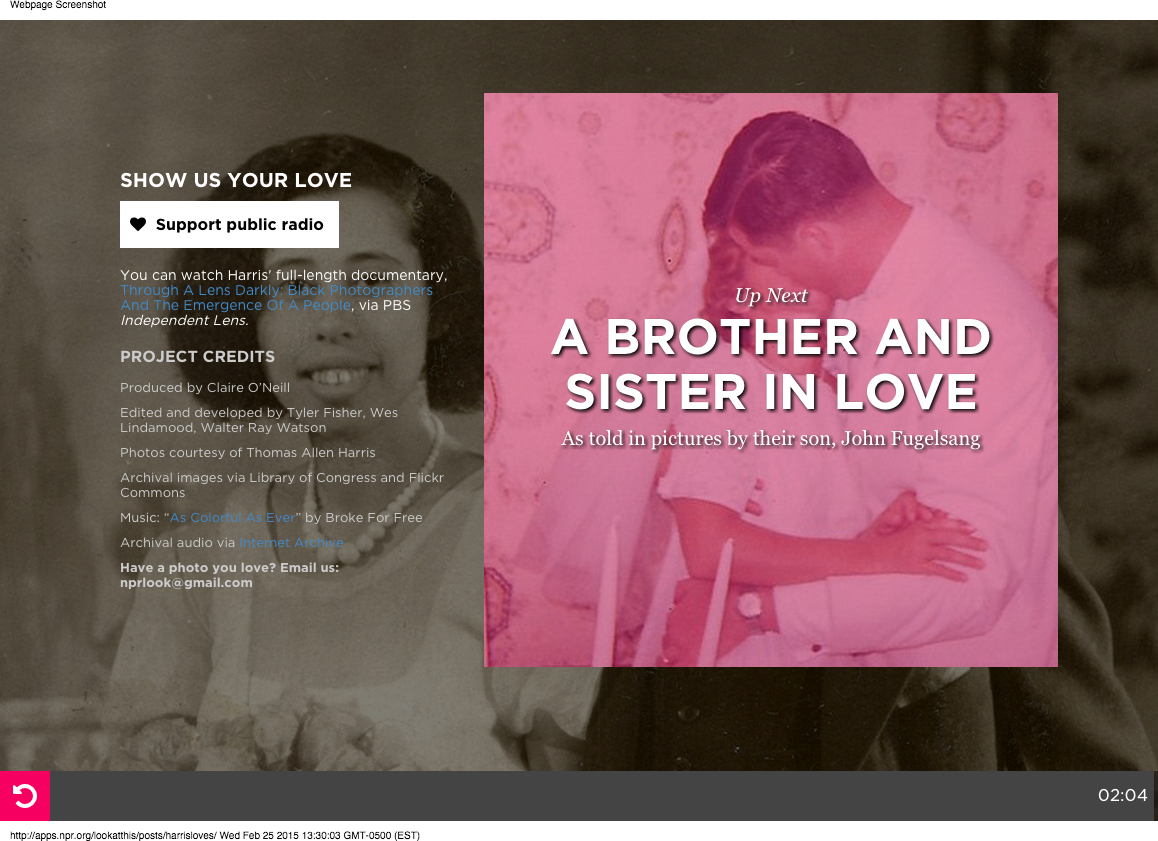 Webpage Screenshot
SHOW US YOUR LOVE
Support public radio
You can watch Harris' full-length documentary,
Through A Lens Darkly: Black Photographers
And The Emergence Of A People, via PBS
Independent Lens.
PROJECT CREDITS
Produced by Claire O’Neill
Edited and developed by Tyler Fisher, Wes
Lindamood, Walter Ray Watson
Photos courtesy of Thomas Allen Harris
Archival images via Library of Congress and Flickr
Commons
Music: “As Colorful As Ever” by Broke For Free
Archival audio via Internet Archive
Have a photo you love? Email us:
nprlook@gmail.com
Up Next
A BROTHER AND
SISTER IN LOVE
As told in pictures by their son, John Fugelsang
02:04
http://apps.npr.org/lookatthis/posts/harrisloves/ Wed Feb 25 2015 13:30:03 GMT-0500 (EST)